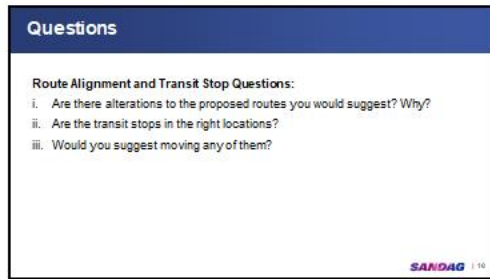 Questions
Route Alignment and Transit Stop Questions:
i. Are there alterations to the proposed routes you would suggest? Why?
ii. Are the transit stops in the right locations?
iii. Would you suggest moving any of them?
SANDAG | 10